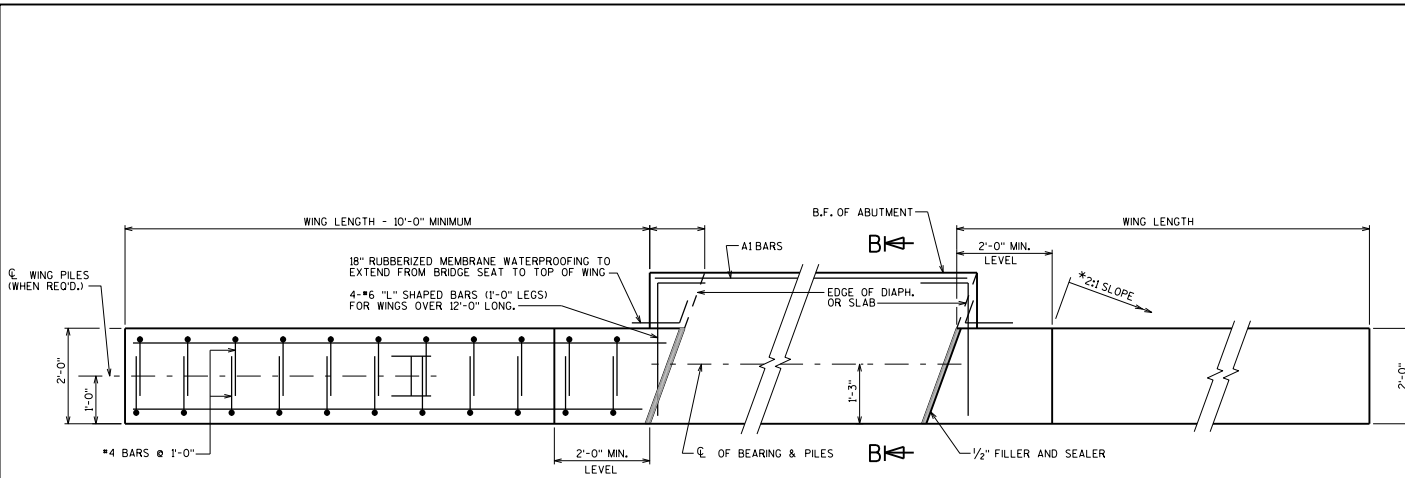 WING LENGTH - 10'-0" MINIMUM
B.F. OF ABUTMENT
WING LENGTH
A1 BARS
B
2'-0" MIN.
LEVEL
18" RUBBERIZED MEMBRANE WATERPROOFING TO
EXTEND FROM BRIDGE SEAT TO TOP OF WING
℄ WING PILES
(WHEN REQ'D.)
*2:1 SLOPE
4-#6 "L" SHAPED BARS (1'-0" LEGS)
FOR WINGS OVER 12'-0" LONG.
EDGE OF DIAPH.
OR SLAB
2'-0"
1'-0"
1'-3"
2'-0"
#4 BARS @ 1'-0"
2'-0" MIN.
LEVEL
℄ OF BEARING & PILES
B
1/2" FILLER AND SEALER